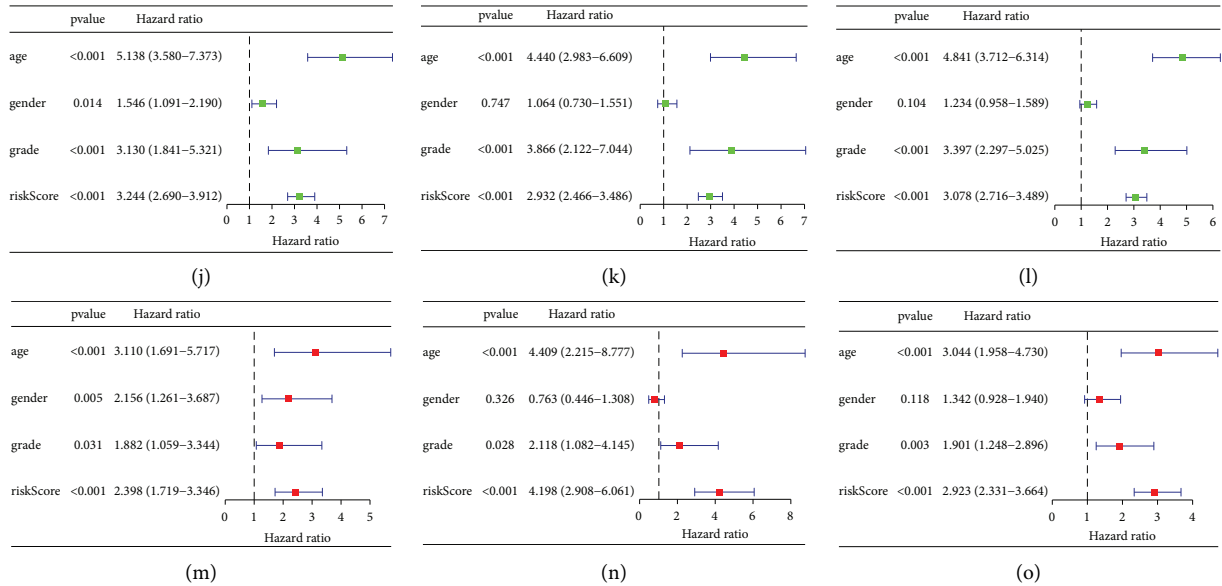 pvalue Hazard ratio
age <0.001 5.138 (3.580–7.373)
gender 0.014 1.546 (1.091–2.190)
grade <0.001 3.130 (1.841–5.321)
riskScore <0.001 3.244 (2.690–3.912)
0 1 2 3 4 5 6 7
Hazard ratio
(j)
pvalue Hazard ratio
age <0.001 4.440 (2.983–6.609)
gender 0.747 1.064 (0.730–1.551)
grade <0.001 3.866 (2.122–7.044)
riskScore <0.001 2.932 (2.466–3.486)
0 1 2 3 4 5 6 7
Hazard ratio
(k)
pvalue Hazard ratio
age <0.001 4.841 (3.712–6.314)
gender 0.104 1.234 (0.958–1.589)
grade <0.001 3.397 (2.297–5.025)
riskScore <0.001 3.078 (2.716–3.489)
0 1 2 3 4 5 6
Hazard ratio
(l)
pvalue Hazard ratio
age <0.001 3.110 (1.691–5.717)
gender 0.005 2.156 (1.261–3.687)
grade 0.031 1.882 (1.059–3.344)
riskScore <0.001 2.398 (1.719–3.346)
0 1 2 3 4 5
Hazard ratio
(m)
pvalue Hazard ratio
age <0.001 4.409 (2.215–8.777)
gender 0.326 0.763 (0.446–1.308)
grade 0.028 2.118 (1.082–4.145)
riskScore <0.001 4.198 (2.908–6.061)
0 2 4 6 8
Hazard ratio
(n)
pvalue Hazard ratio
age <0.001 3.044 (1.958–4.730)
gender 0.118 1.342 (0.928–1.940)
grade 0.003 1.901 (1.248–2.896)
riskScore <0.001 2.923 (2.331–3.664)
0 1 2 3 4
Hazard ratio
(o)